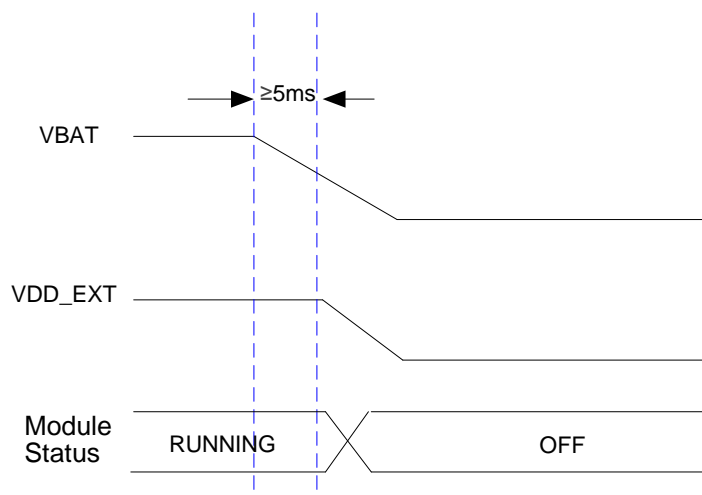 ≥5ms
VBAT
VDD_EXT
Module
Status
RUNNING
OFF